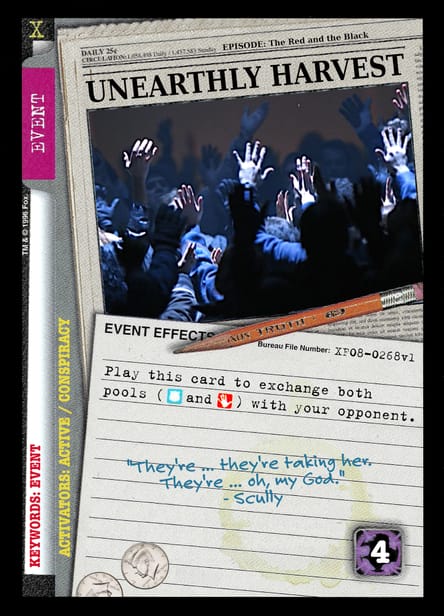 X
EVENT
DAILY 25¢
EPISODE: The Red and the Black
UNEARTHLY HARVEST
TM & © 1996 Fox.
KEYWORDS: EVENT
ACTIVATORS: ACTIVE / CONSPIRACY
EVENT EFFECTS
Bureau File Number: XF08-0268v1
Play this card to exchange both
pools ( and ) with your opponent.
"They're ... they're taking her.
They're ... oh, my God."
- Scully
4